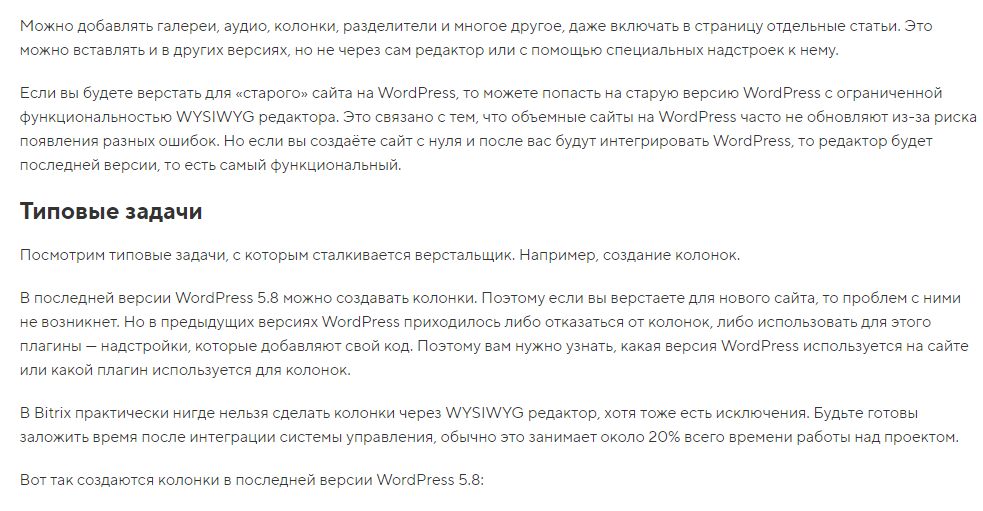 Можно добавлять галереи, аудио, колонки, разделители и многое другое, даже включать в страницу отдельные статьи. Это
можно вставлять и в других версиях, но не через сам редактор или с помощью специальных надстроек к нему.
Если вы будете верстать для «старого» сайта на WordPress, то можете попасть на старую версию WordPress с ограниченной
функциональностью WYSIWYG редактора. Это связано с тем, что объемные сайты на WordPress часто не обновляют из-за риска
появления разных ошибок. Но если вы создаёте сайт с нуля и после вас будут интегрировать WordPress, то редактор будет
последней версии, то есть самый функциональный.
Типовые задачи
Посмотрим типовые задачи, с которым сталкивается верстальщик. Например, создание колонок.
В последней версии WordPress 5.8 можно создавать колонки. Поэтому если вы верстаете для нового сайта, то проблем с ними
не возникнет. Но в предыдущих версиях WordPress приходилось либо отказаться от колонок, либо использовать для этого
плагины — надстройки, которые добавляют свой код. Поэтому вам нужно узнать, какая версия WordPress используется на сайте
или какой плагин используется для колонок.
В Bitrix практически нигде нельзя сделать колонки через WYSIWYG редактор, хотя тоже есть исключения. Будьте готовы
заложить время после интеграции системы управления, обычно это занимает около 20% всего времени работы над проектом.
Вот так создаются колонки в последней версии WordPress 5.8: